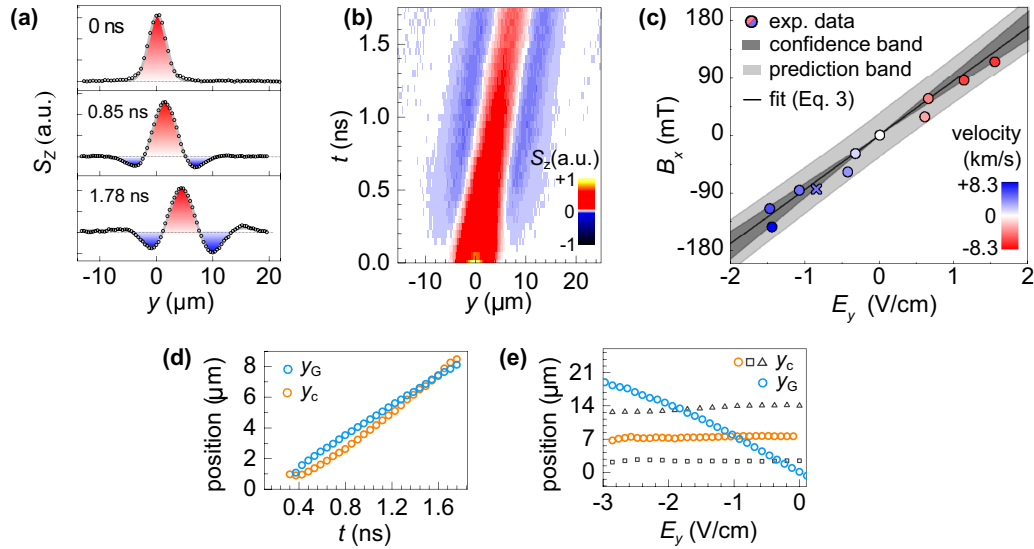 (a)
0 ns
0.85 ns
1.78 ns
S_Z (a.u.)
-10 0 10 20
y (µm)
(b)
1.5
1.0
0.5
0.0
t (ns)
S_z(a.u.)
+1
0
-1
-20 -10 0 10 20
y (µm)
(c)
180
90
0
-90
-180
B_x (mT)
exp. data
confidence band
prediction band
fit (Eq. 3)
velocity
(km/s)
+8.3
0
-8.3
-2 -1 0 1 2
E_y (V/cm)
(d)
8
6
4
2
0
position (µm)
y_G
y_c
0.4 0.8 1.2 1.6
t (ns)
(e)
21
14
7
0
position (µm)
y_c
y_G
-3 -2 -1 0
E_y (V/cm)